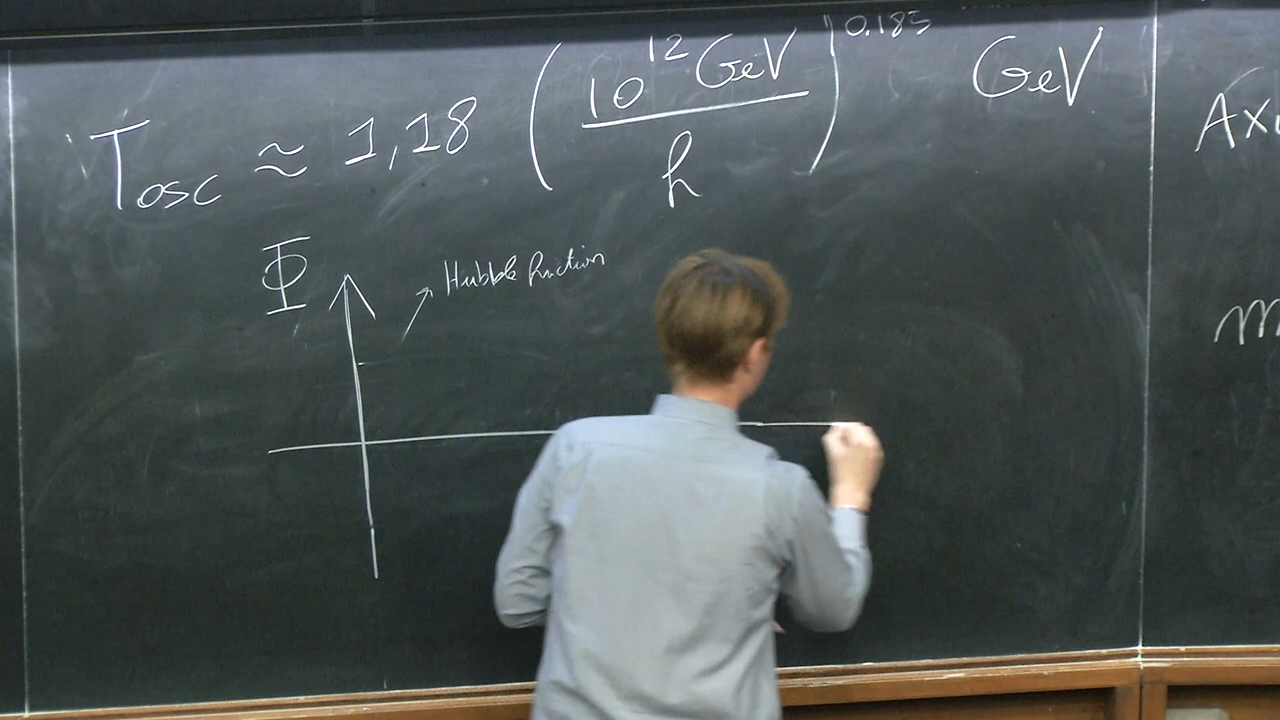 T_osc ≈ 1,18 (10^12 GeV / h)^0.185 GeV
Φ
Hubble friction
Ax
m